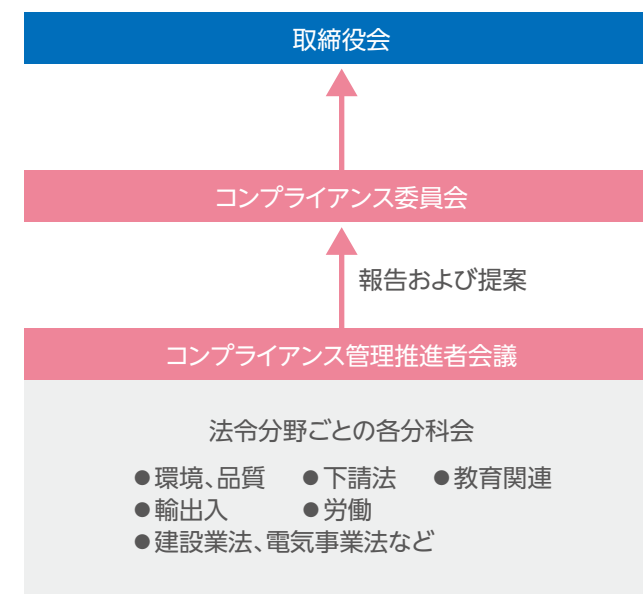 取締役会
コンプライアンス委員会
報告および提案
コンプライアンス管理推進者会議
法令分野ごとの各分科会
●環境、品質 ●下請法 ●教育関連
●輸出入 ●労働
●建設業法、電気事業法など